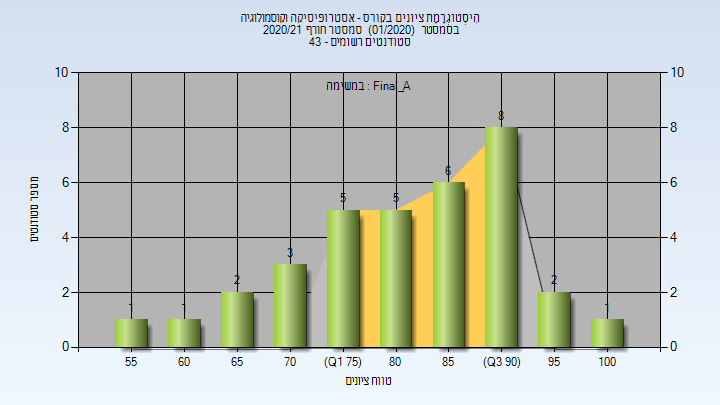 הִיסְטוֹגְרַמַת ציונים בקורס - אסטרופיסיקה וקוסמולוגיה
בסמסטר (01/2020) סמסטר חורף 2020/21
סטודנטים רשומים - 43
במשימה : Final_A
מספר סטודנטים
10 10
8 8
6 6
4 4
2 2
0 0
1 1 2 3 5 5 6 8 2 1
55 60 65 70 (Q1 75) 80 85 (Q3 90) 95 100
טווח ציונים